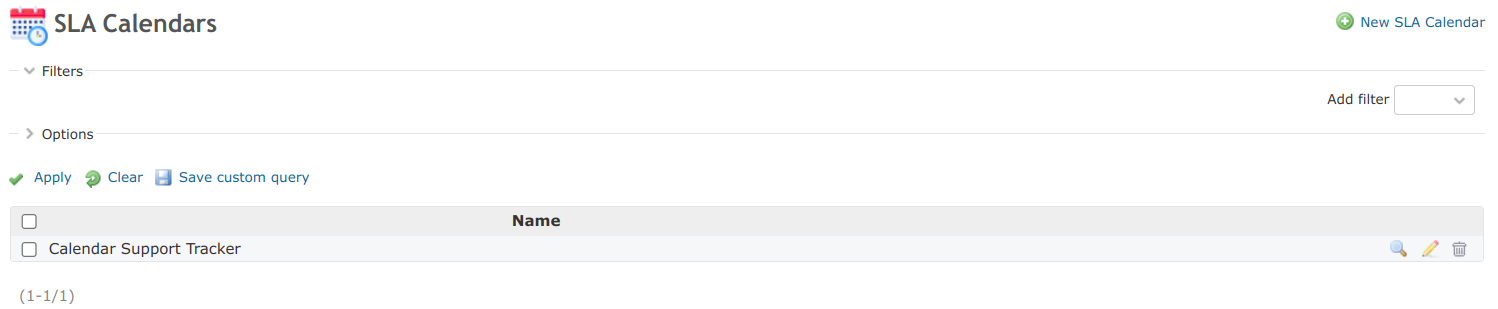 SLA Calendars
New SLA Calendar
Filters
Add filter
Options
Apply Clear Save custom query
Name
Calendar Support Tracker
(1-1/1)